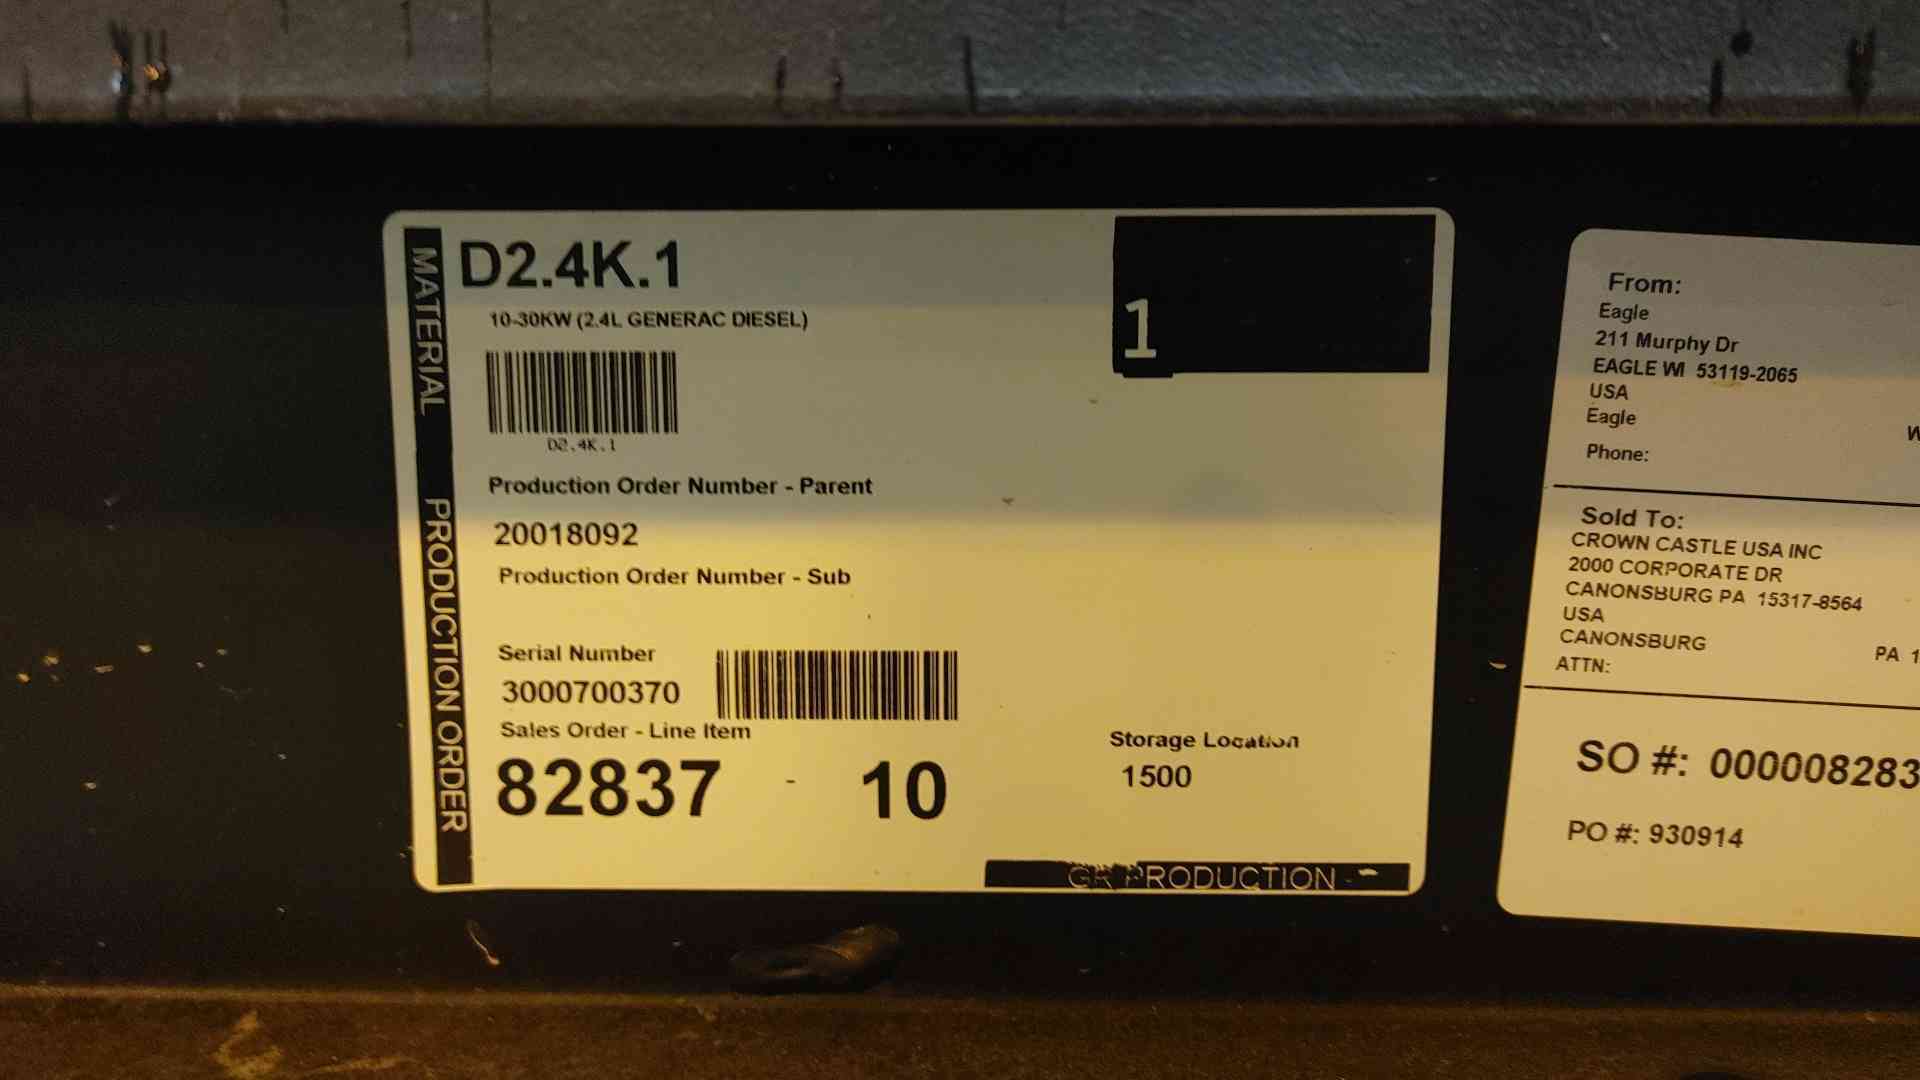 MATERIAL
PRODUCTION ORDER
D2.4K.1
10-30KW (2.4L GENERAC DIESEL)
D2.4K.1
1
Production Order Number - Parent
20018092
Production Order Number - Sub
Serial Number
3000700370
Sales Order - Line Item
82837 - 10
Storage Location
1500
GR PRODUCTION
From:
Eagle
211 Murphy Dr
EAGLE WI 53119-2065
USA
Eagle
W
Phone:
Sold To:
CROWN CASTLE USA INC
2000 CORPORATE DR
CANONSBURG PA 15317-8564
USA
CANONSBURG PA 1
ATTN:
SO #: 000008283
PO #: 930914